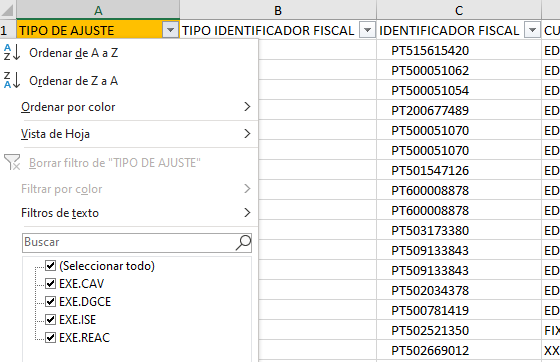 A B C
1 TIPO DE AJUSTE TIPO IDENTIFICADOR FISCAL IDENTIFICADOR FISCAL CU
Ordenar de A a Z
Ordenar de Z a A
Ordenar por color
Vista de Hoja
Borrar filtro de "TIPO DE AJUSTE"
Filtrar por color
Filtros de texto
Buscar
(Seleccionar todo)
EXE.CAV
EXE.DGCE
EXE.ISE
EXE.REAC
PT515615420 ED
PT500051062 ED
PT500051054 ED
PT200677489 ED
PT500051070 ED
PT500051070 ED
PT501547126 ED
PT600008878 ED
PT600008878 ED
PT503173380 ED
PT509133843 ED
PT509133843 ED
PT502034378 ED
PT500781419 ED
PT502521350 FIX
PT502669012 XX